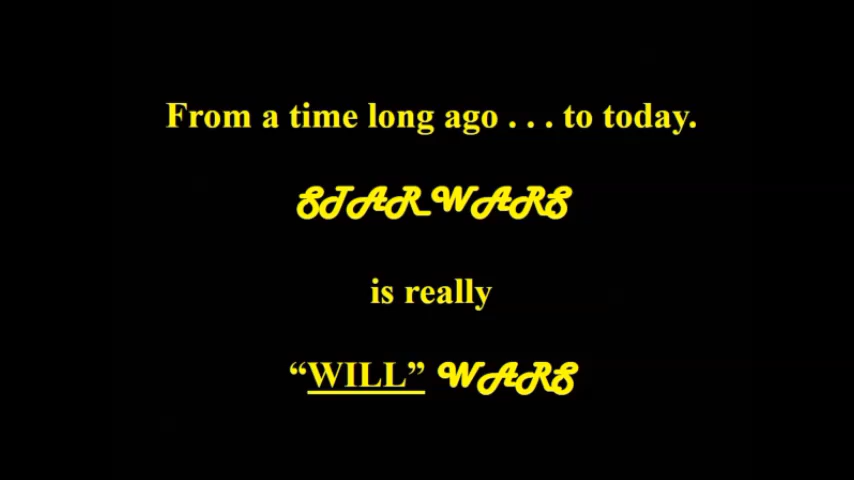 From a time long ago . . . to today.
STAR WARS
is really
“WILL” WARS